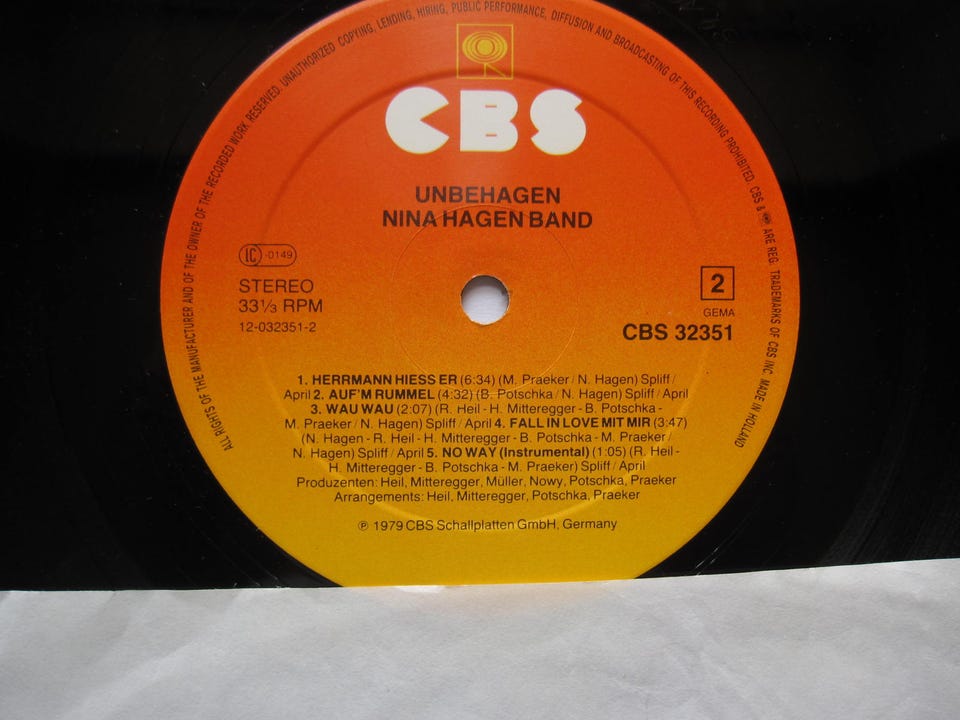 ALL RIGHTS OF THE MANUFACTURER AND OF THE OWNER OF THE RECORDED WORK RESERVED. UNAUTHORIZED COPYING, LENDING, HIRING, PUBLIC PERFORMANCE, DIFFUSION AND BROADCASTING OF THIS RECORDING PROHIBITED. CBS & ARE REG. TRADEMARKS OF CBS INC. MADE IN HOLLAND
CBS
UNBEHAGEN
NINA HAGEN BAND
IC -0149
STEREO
33⅓ RPM
12-032351-2
2
GEMA
CBS 32351
1. HERRMANN HIESS ER (6:34) (M. Praeker / N. Hagen) Spliff /
April 2. AUF'M RUMMEL (4:32) (B. Potschka / N. Hagen) Spliff / April
3. WAU WAU (2:07) (R. Heil - H. Mitteregger - B. Potschka -
M. Praeker / N. Hagen) Spliff / April 4. FALL IN LOVE MIT MIR (3:47)
(N. Hagen - R. Heil - H. Mitteregger - B. Potschka - M. Praeker /
N. Hagen) Spliff / April 5. NO WAY (Instrumental) (1:05) (R. Heil -
H. Mitteregger - B. Potschka - M. Praeker) Spliff / April
Produzenten: Heil, Mitteregger, Müller, Nowy, Potschka, Praeker
Arrangements: Heil, Mitteregger, Potschka, Praeker
℗ 1979 CBS Schallplatten GmbH, Germany